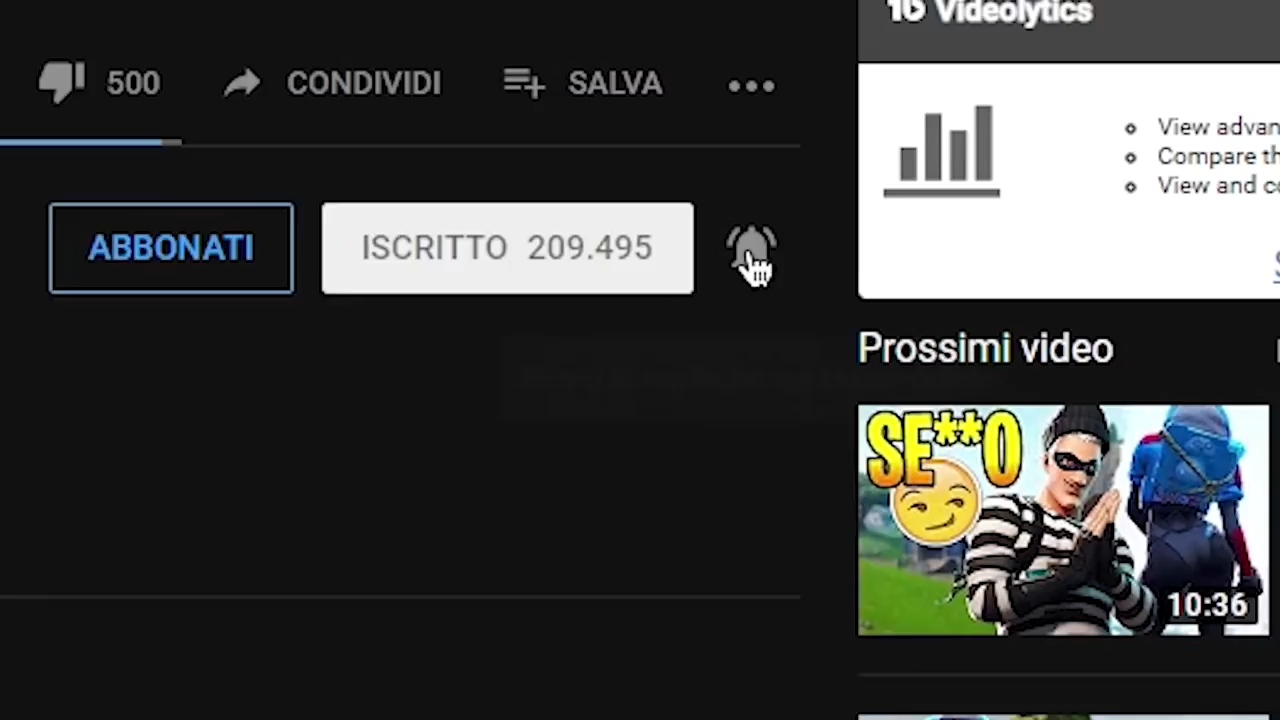 Videolytics
500 CONDIVIDI SALVA
View advan
Compare th
View and co
ABBONATI ISCRITTO 209.495
Prossimi video
SE**O
10:36